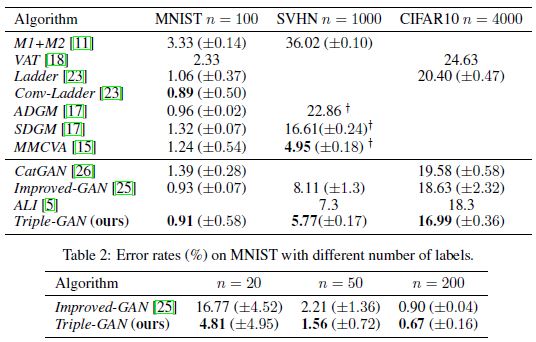 Algorithm MNIST n = 100 SVHN n = 1000 CIFAR10 n = 4000
M1+M2 [11] 3.33 (±0.14) 36.02 (±0.10)
VAT [18] 2.33 24.63
Ladder [23] 1.06 (±0.37) 20.40 (±0.47)
Conv-Ladder [23] 0.89 (±0.50)
ADGM [17] 0.96 (±0.02) 22.86 †
SDGM [17] 1.32 (±0.07) 16.61(±0.24)†
MMCVA [15] 1.24 (±0.54) 4.95 (±0.18) †
CatGAN [26] 1.39 (±0.28) 19.58 (±0.58)
Improved-GAN [25] 0.93 (±0.07) 8.11 (±1.3) 18.63 (±2.32)
ALI [5] 7.3 18.3
Triple-GAN (ours) 0.91 (±0.58) 5.77(±0.17) 16.99 (±0.36)
Table 2: Error rates (%) on MNIST with different number of labels.
Algorithm n = 20 n = 50 n = 200
Improved-GAN [25] 16.77 (±4.52) 2.21 (±1.36) 0.90 (±0.04)
Triple-GAN (ours) 4.81 (±4.95) 1.56 (±0.72) 0.67 (±0.16)